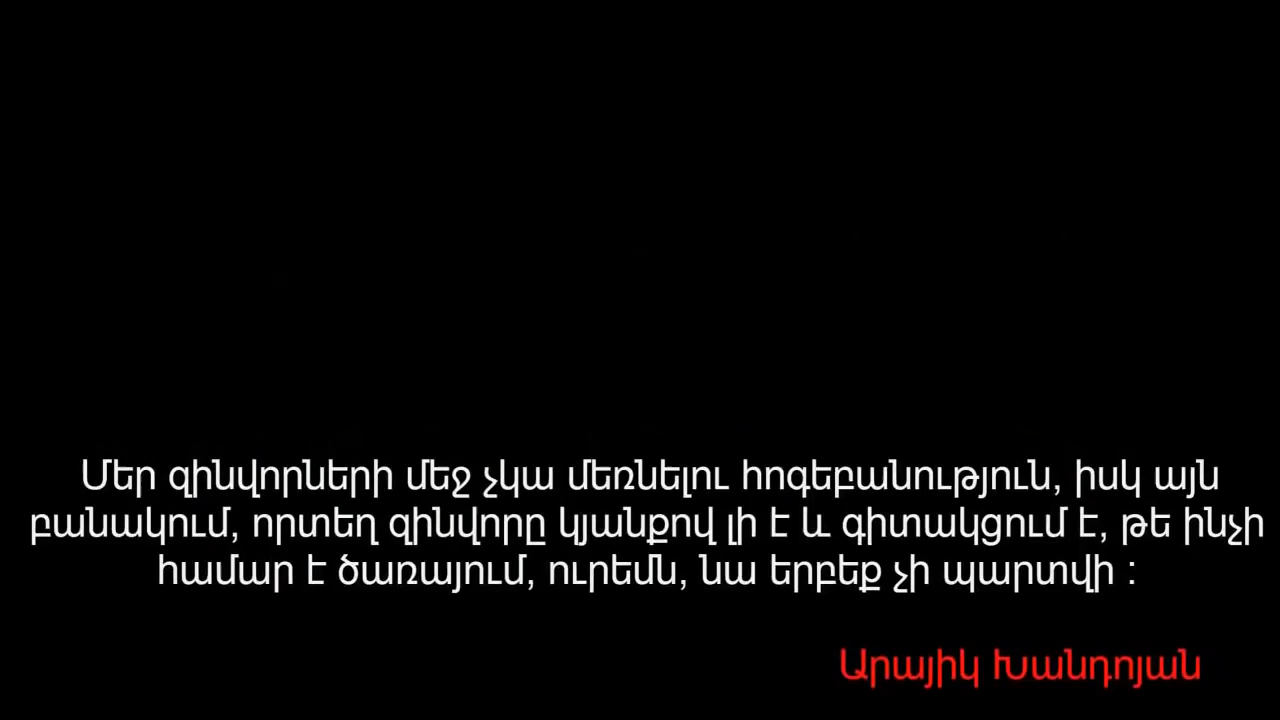 Մեր զինվորների մեջ չկա մեռնելու հոգեբանություն, իսկ այն
բանակում, որտեղ զինվորը կյանքով լի է և գիտակցում է, թե ինչի
համար է ծառայում, ուրեմն, նա երբեք չի պարտվի :
Արայիկ Խանդոյան